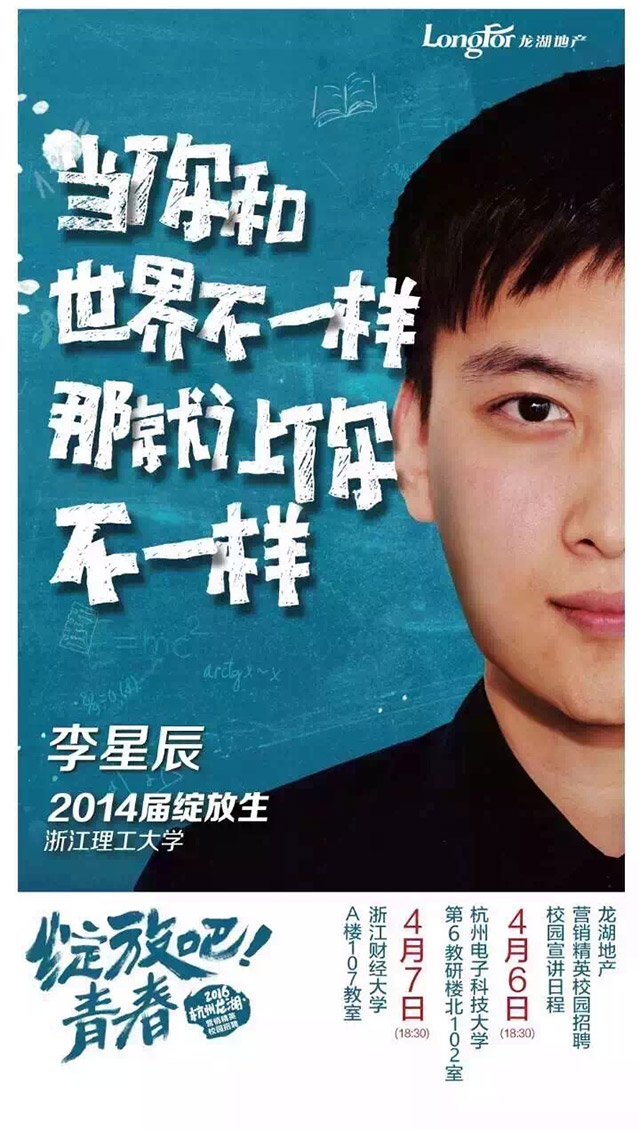 LongFor 龙湖地产
当你和
世界不一样
那就让你
不一样
=mc²
arctgx~x
李星辰
2014届绽放生
浙江理工大学
绽放吧!
青春
2016
杭州龙湖
营销精英
校园招聘
龙湖地产
营销精英校园招聘
校园宣讲日程
4月6日
(18:30)
杭州电子科技大学
第6教研楼北102室
4月7日
(18:30)
浙江财经大学
A楼107教室